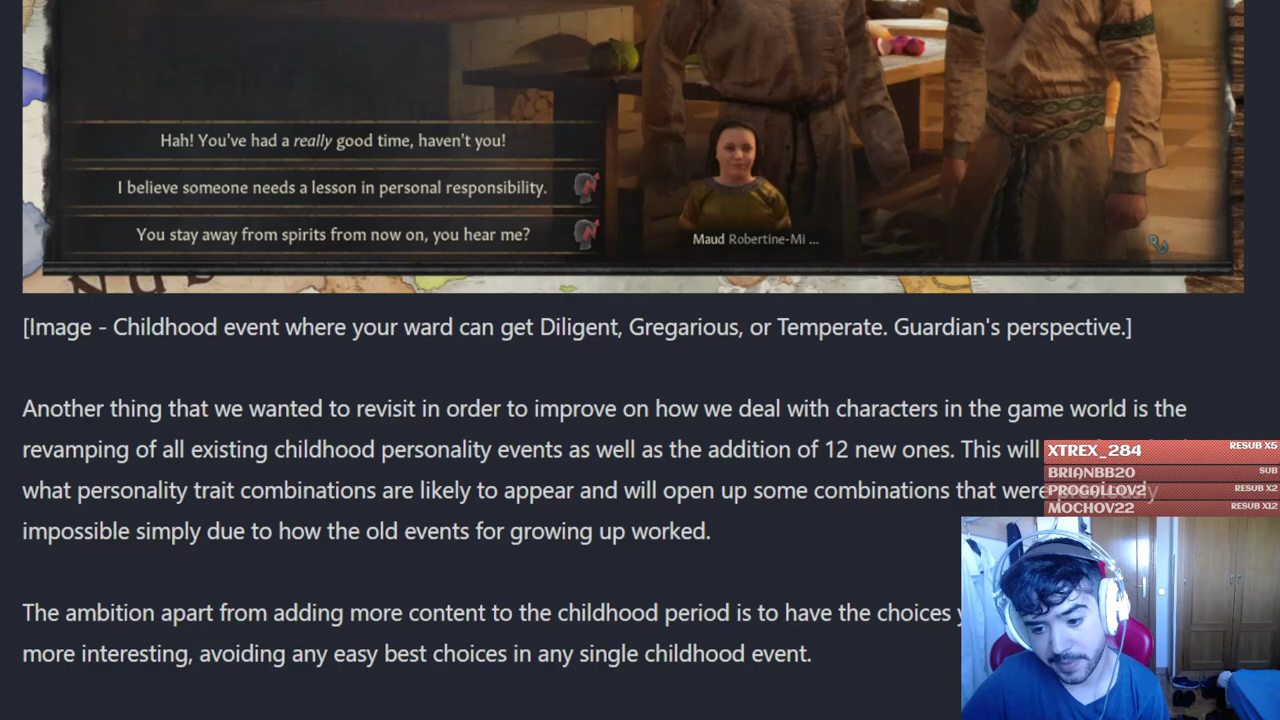 Hah! You've had a really good time, haven't you!
I believe someone needs a lesson in personal responsibility.
You stay away from spirits from now on, you hear me?
Maud Robertine-Mi ...
[Image - Childhood event where your ward can get Diligent, Gregarious, or Temperate. Guardian's perspective.]
Another thing that we wanted to revisit in order to improve on how we deal with characters in the game world is the
revamping of all existing childhood personality events as well as the addition of 12 new ones. This will
what personality trait combinations are likely to appear and will open up some combinations that were previously
impossible simply due to how the old events for growing up worked.
The ambition apart from adding more content to the childhood period is to have the choices
more interesting, avoiding any easy best choices in any single childhood event.
XTREX_284 RESUB X5
BRIANBB20 SUB
PROGALLOV2 RESUB X2
MOCHOV22 RESUB X12